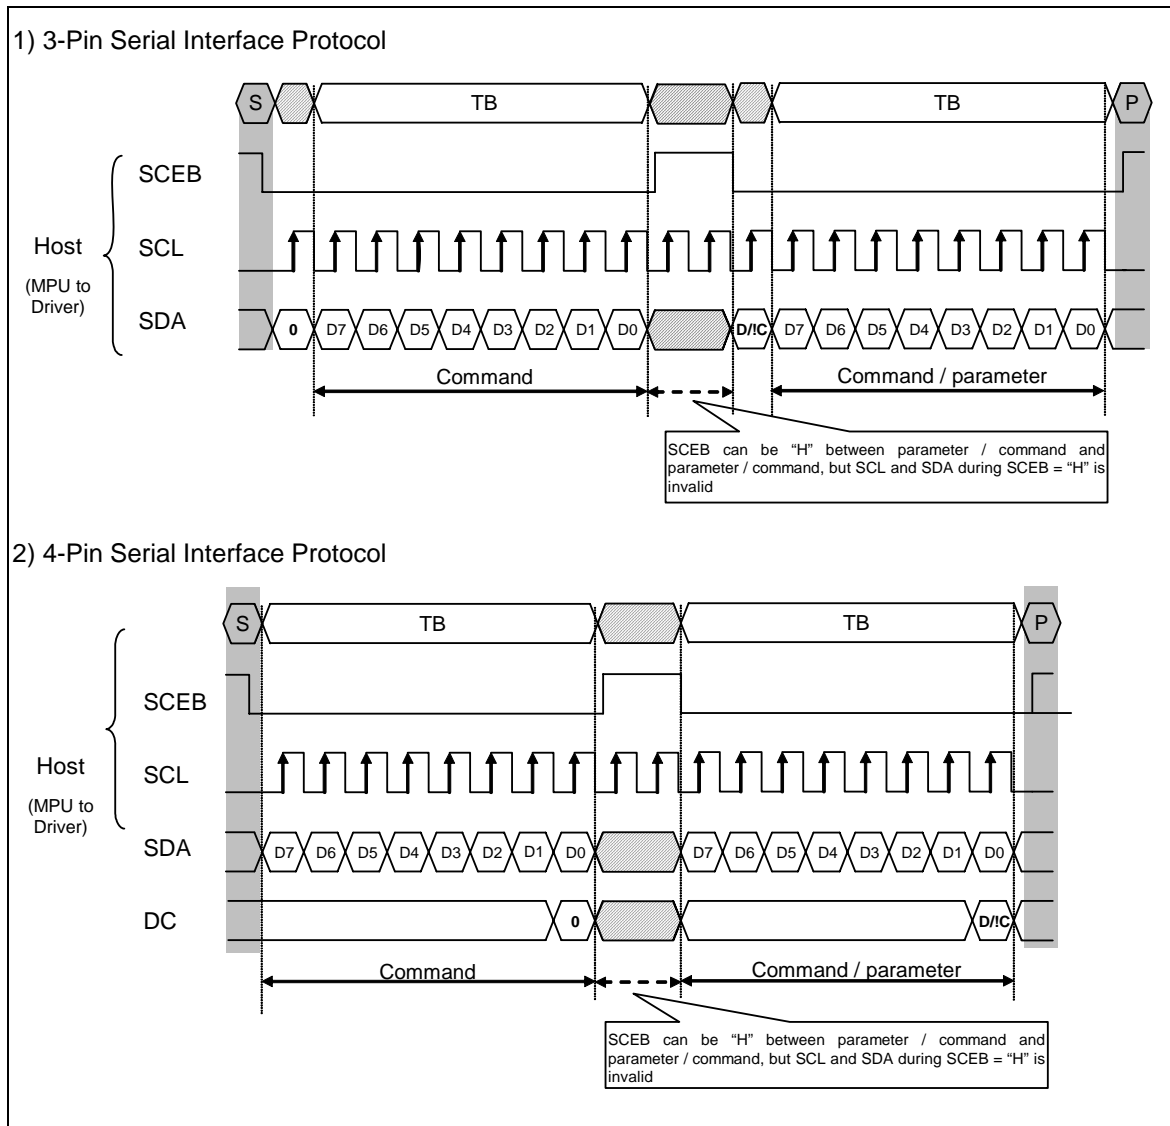 1) 3-Pin Serial Interface Protocol
S TB TB P
SCEB
Host
(MPU to
Driver)
SCL
SDA
0 D7 D6 D5 D4 D3 D2 D1 D0 D/!C D7 D6 D5 D4 D3 D2 D1 D0
Command Command / parameter
SCEB can be “H” between parameter / command and
parameter / command, but SCL and SDA during SCEB = “H” is
invalid
2) 4-Pin Serial Interface Protocol
S TB TB P
SCEB
Host
(MPU to
Driver)
SCL
SDA
D7 D6 D5 D4 D3 D2 D1 D0 D7 D6 D5 D4 D3 D2 D1 D0
DC
0 D/!C
Command Command / parameter
SCEB can be “H” between parameter / command and
parameter / command, but SCL and SDA during SCEB = “H” is
invalid